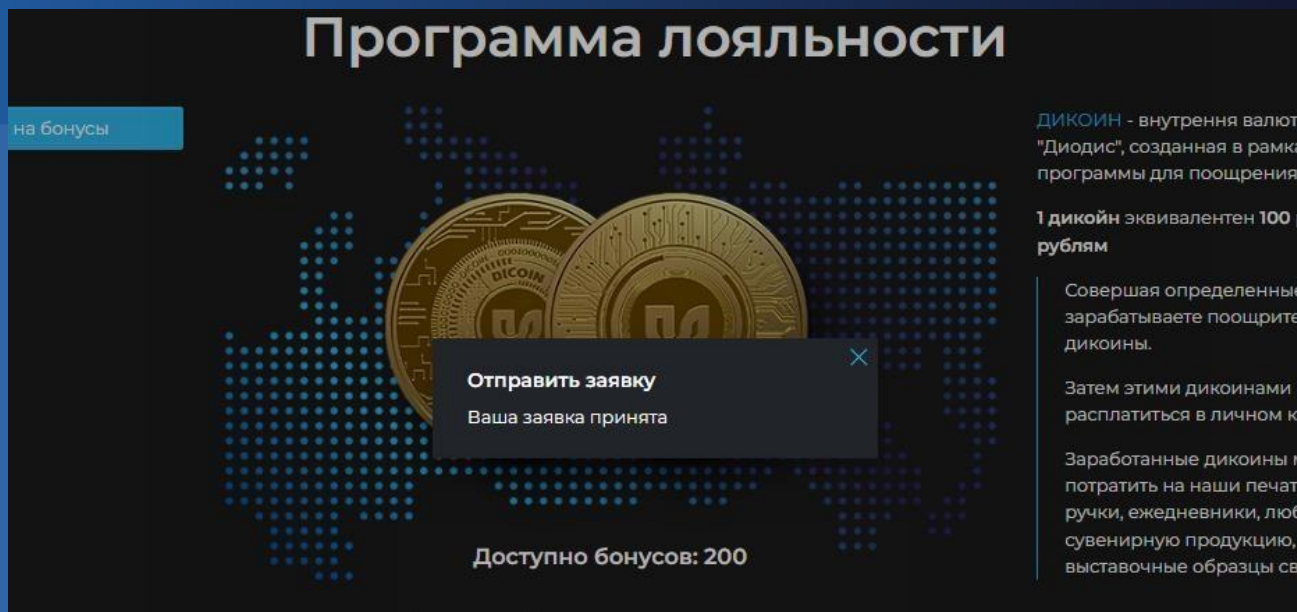 Программа лояльности
на бонусы
DICOIN
Отправить заявку
Ваша заявка принята
Доступно бонусов: 200
ДИКОИН - внутрення валют
"Диодис", созданная в рамка
программы для поощрения
1 дикойн эквивалентен 100
рублям
Совершая определенные
зарабатываете поощрите
дикоины.
Затем этими дикоинами
расплатиться в личном к
Заработанные дикоины м
потратить на наши печат
ручки, ежедневники, люб
сувенирную продукцию,
выставочные образцы св